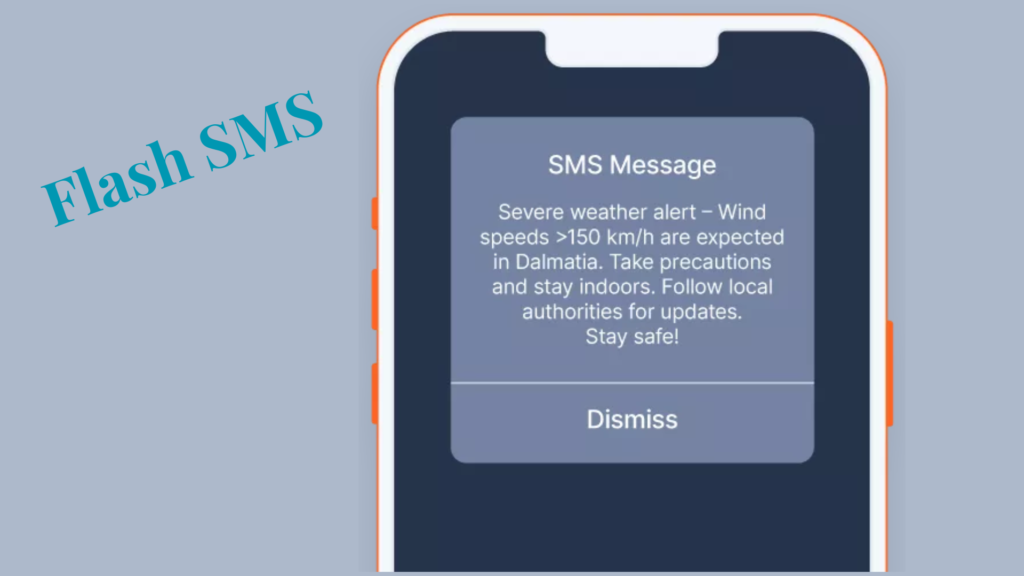 Flash SMS
SMS Message
Severe weather alert – Wind
speeds >150 km/h are expected
in Dalmatia. Take precautions
and stay indoors. Follow local
authorities for updates.
Stay safe!
Dismiss